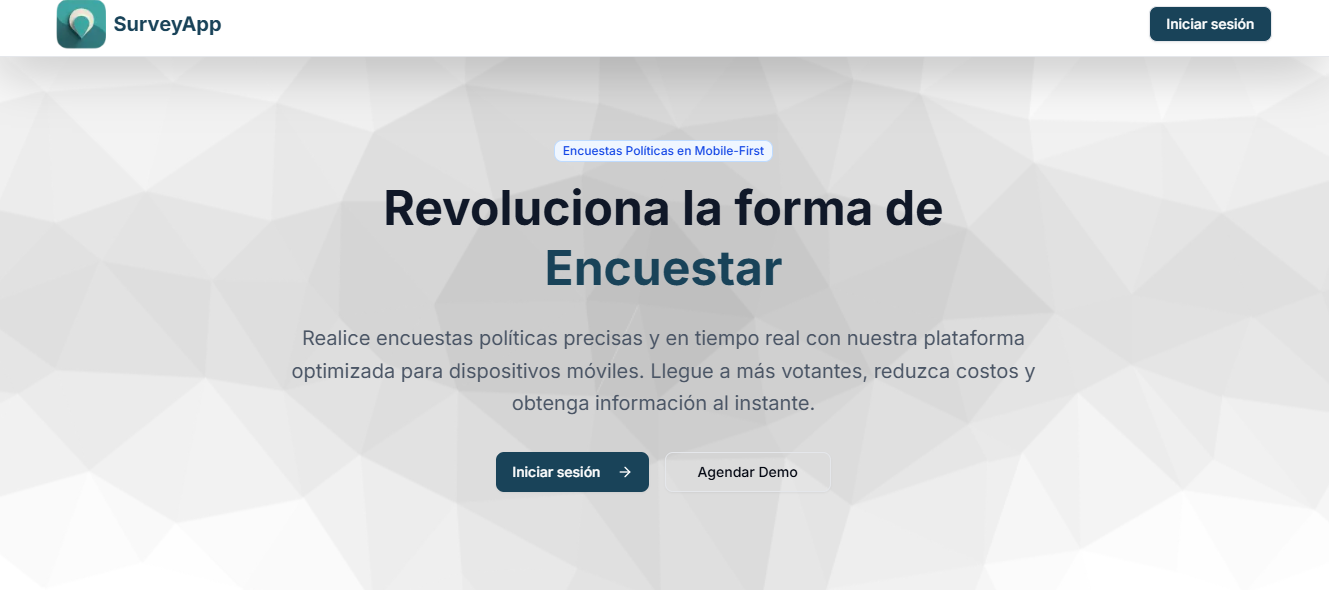 SurveyApp
Iniciar sesión
Encuestas Políticas en Mobile-First
Revoluciona la forma de
Encuestar
Realice encuestas políticas precisas y en tiempo real con nuestra plataforma
optimizada para dispositivos móviles. Llegue a más votantes, reduzca costos y
obtenga información al instante.
Iniciar sesión
Agendar Demo